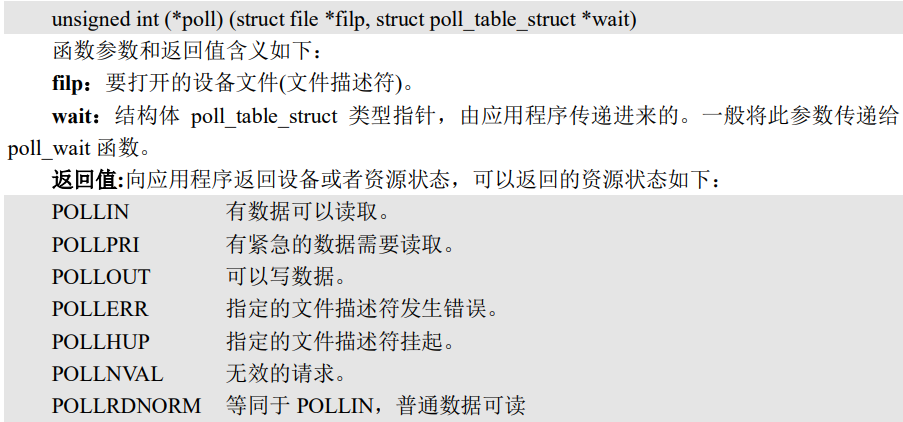 unsigned int (*poll) (struct file *filp, struct poll_table_struct *wait)
函数参数和返回值含义如下：
filp：要打开的设备文件(文件描述符)。
wait：结构体 poll_table_struct 类型指针，由应用程序传递进来的。一般将此参数传递给
poll_wait 函数。
返回值:向应用程序返回设备或者资源状态，可以返回的资源状态如下：
POLLIN 有数据可以读取。
POLLPRI 有紧急的数据需要读取。
POLLOUT 可以写数据。
POLLERR 指定的文件描述符发生错误。
POLLHUP 指定的文件描述符挂起。
POLLNVAL 无效的请求。
POLLRDNORM 等同于 POLLIN，普通数据可读